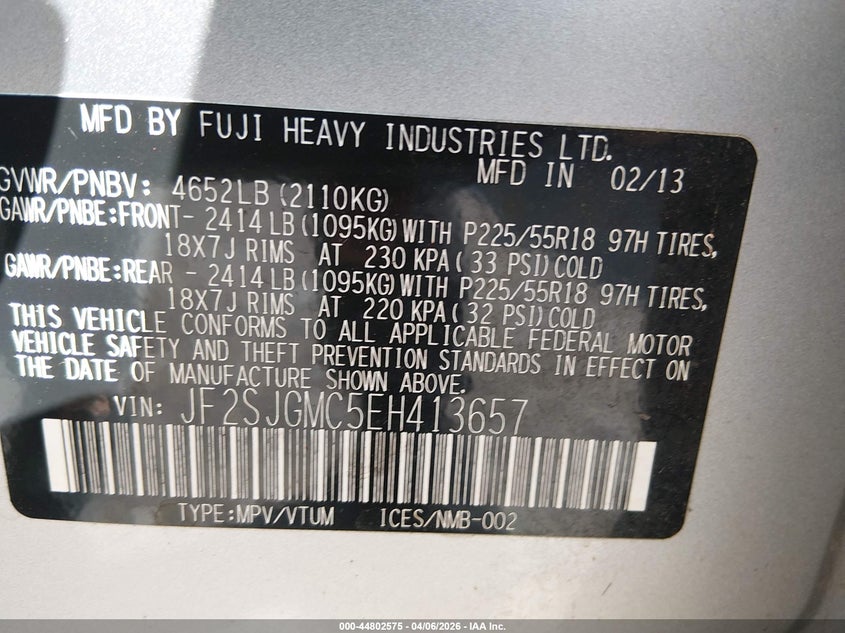 MFD BY FUJI HEAVY INDUSTRIES LTD.
MFD IN 02/13
GVWR/PNBV: 4652LB (2110KG)
GAWR/PNBE:FRONT- 2414LB (1095KG) WITH P225/55R18 97H TIRES,
18X7J RIMS AT 230 KPA( 33 PSI)COLD
GAWR/PNBE:REAR - 2414LB (1095KG) WITH P225/55R18 97H TIRES,
18X7J RIMS AT 220 KPA( 32 PSI)COLD
THIS VEHICLE CONFORMS TO ALL APPLICABLE FEDERAL MOTOR
VEHICLE SAFETY AND THEFT PREVENTION STANDARDS IN EFFECT ON
THE DATE OF MANUFACTURE SHOWN ABOVE.
VIN: JF2SJGMC5EH413657
TYPE:MPV/VTUM ICES/NMB-002
000-44802575 - 04/06/2026 - IAA Inc.